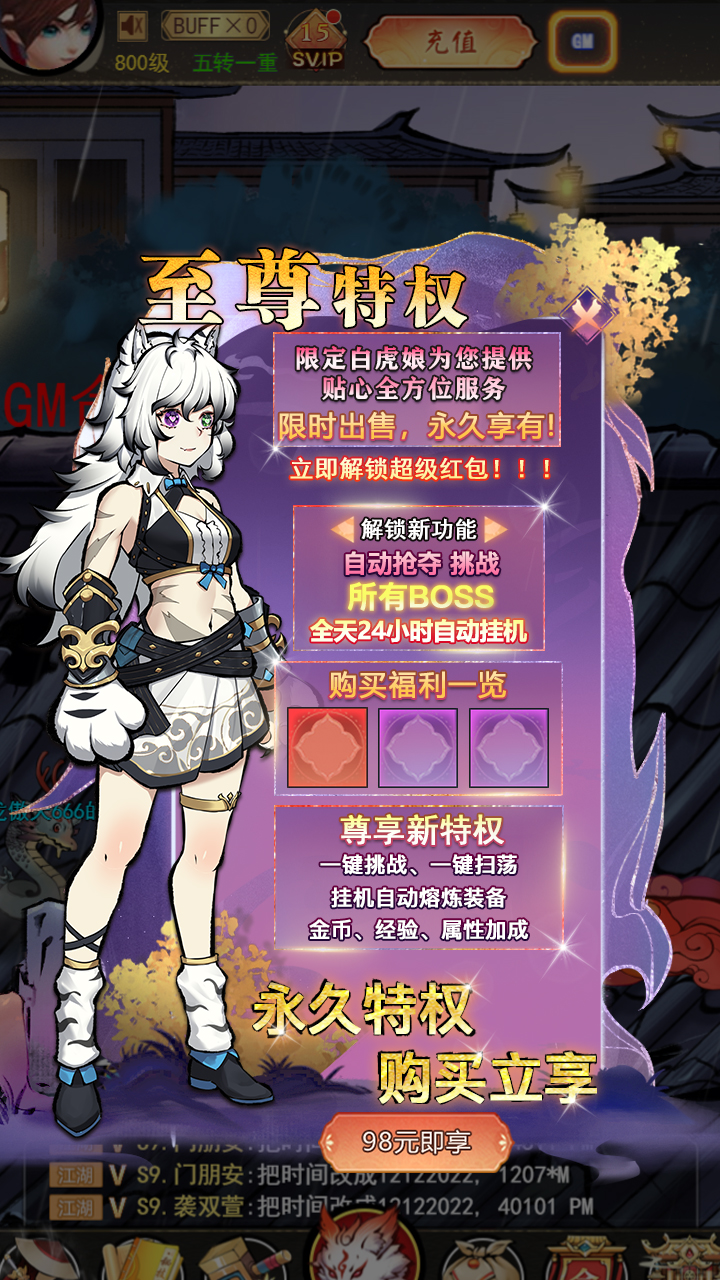 BUFF×0
15
SVIP
充值
GM
800级 五转一重
至尊特权
限定白虎娘为您提供
贴心全方位服务
限时出售，永久享有!
GM
立即解锁超级红包！！！
解锁新功能
自动抢夺 挑战
所有BOSS
全天24小时自动挂机
购买福利一览
尊享新特权
一键挑战、一键扫荡
挂机自动熔炼装备
金币、经验、属性加成
永久特权
购买立享
98元即享
江湖 V S9. 门朋安:把时间改成12122022, 1207*M
江湖 V S9. 袭双萱:把时间改成12122022, 40101 PM